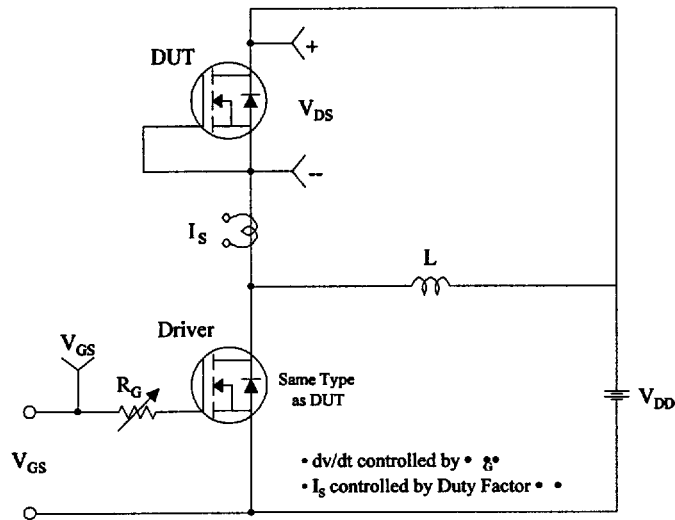 DUT
+
V_DS
--
I_S
L
Driver
V_GS
R_G
Same Type
as DUT
V_DD
V_GS
• dv/dt controlled by • G•
• I_S controlled by Duty Factor • •